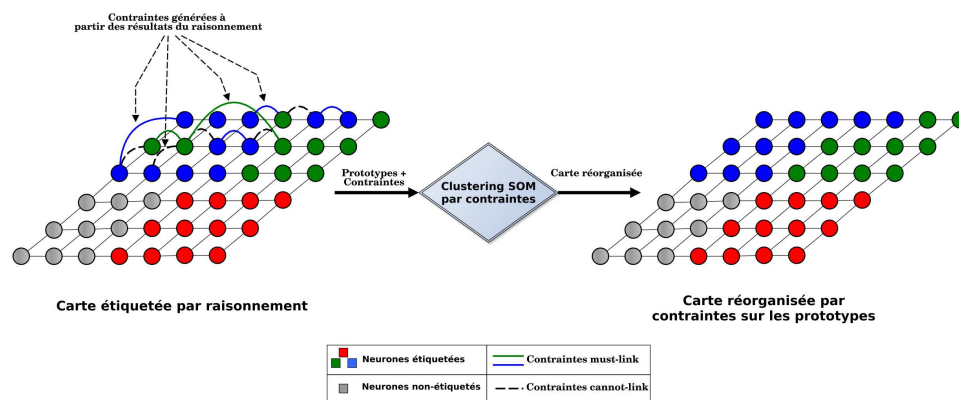 Contraintes générées à
partir des résultats du raisonnement
Prototypes +
Contraintes
Clustering SOM
par contraintes
Carte réorganisée
Carte étiquetée par raisonnement
Carte réorganisée par
contraintes sur les prototypes
Neurones étiquetées
Contraintes must-link
Neurones non-étiquetés
Contraintes cannot-link